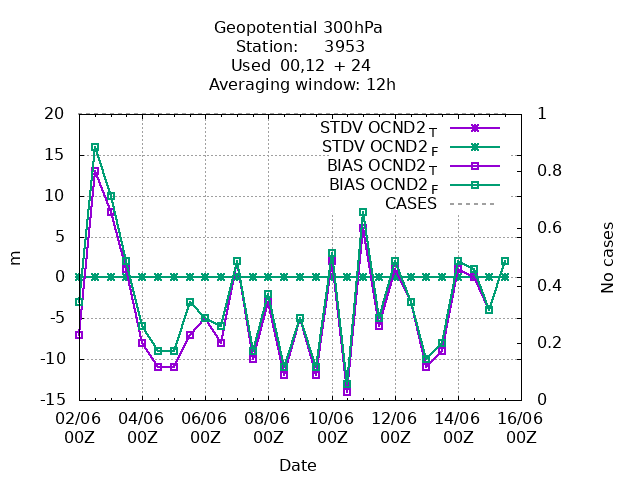 Geopotential 300hPa
Station: 3953
Used 00,12 + 24
Averaging window: 12h
20 1
STDV OCND2 T
STDV OCND2 F
15
BIAS OCND2 T
0.8
BIAS OCND2 F
10
CASES
0.6
5
m
No cases
0
0.4
-5
0.2
-10
-15 0
02/06 04/06 06/06 08/06 10/06 12/06 14/06 16/06
00Z 00Z 00Z 00Z 00Z 00Z 00Z 00Z
Date